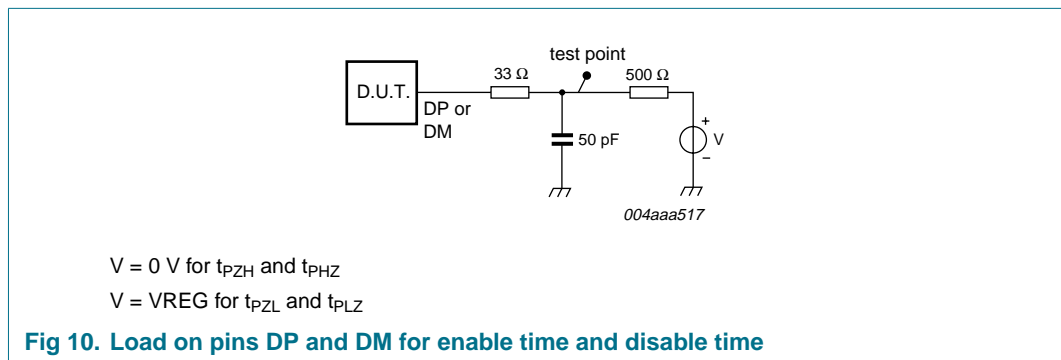 test point
33 Ω
500 Ω
D.U.T.
DP or
DM
50 pF
+
V
−
004aaa517
V = 0 V for tPZH and tPHZ
V = VREG for tPZL and tPLZ
Fig 10. Load on pins DP and DM for enable time and disable time